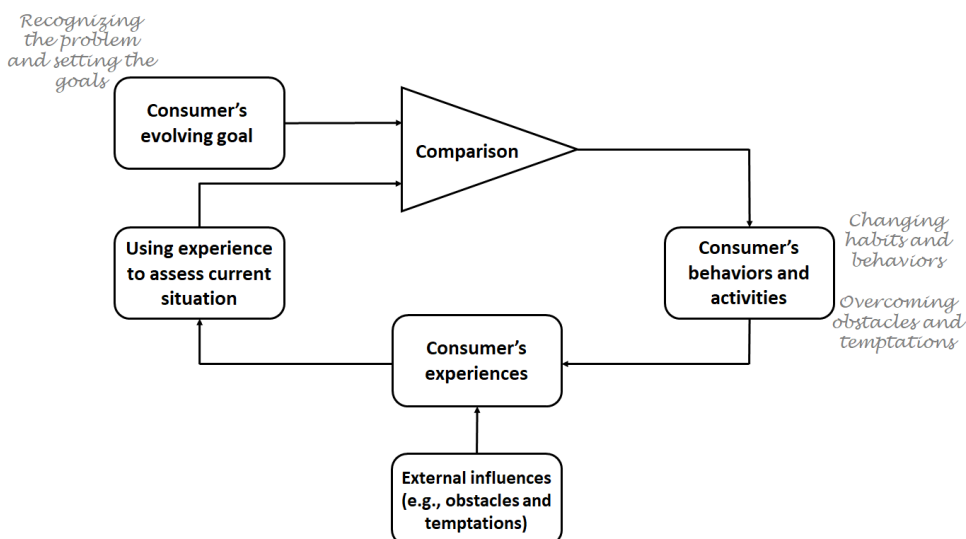 Recognizing
the problem
and setting the
goals
Consumer's
evolving goal
Comparison
Using experience
to assess current
situation
Consumer's
behaviors and
activities
Changing
habits and
behaviors
Overcoming
obstacles and
temptations
Consumer's
experiences
External influences
(e.g., obstacles and
temptations)